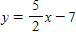 y = 5/2 x − 7